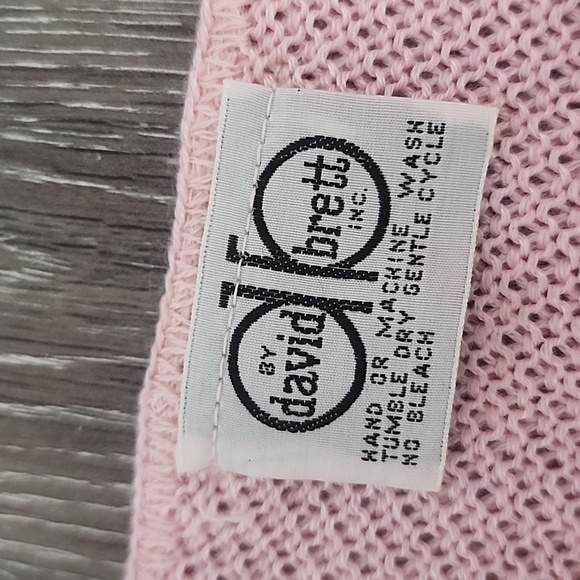 BY
david
brett
INC.
HAND OR MACHINE WASH
TUMBLE DRY GENTLE CYCLE
NO BLEACH